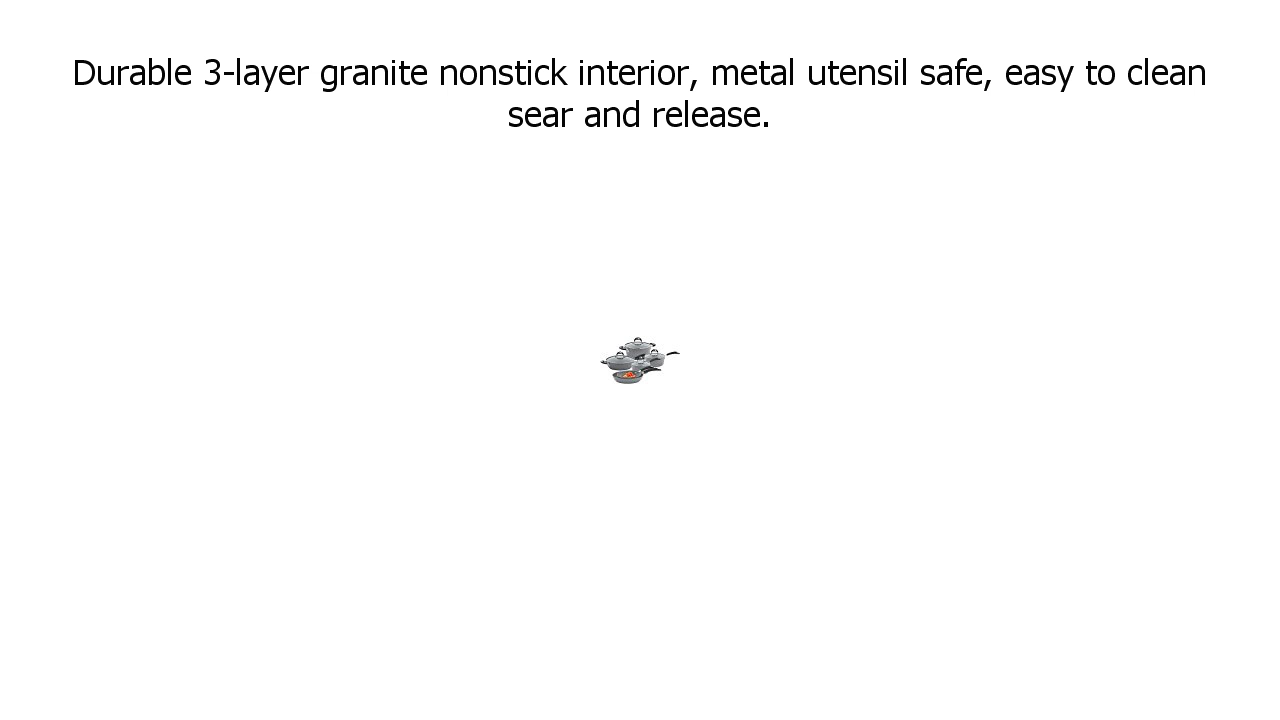 Durable 3-layer granite nonstick interior, metal utensil safe, easy to clean
sear and release.